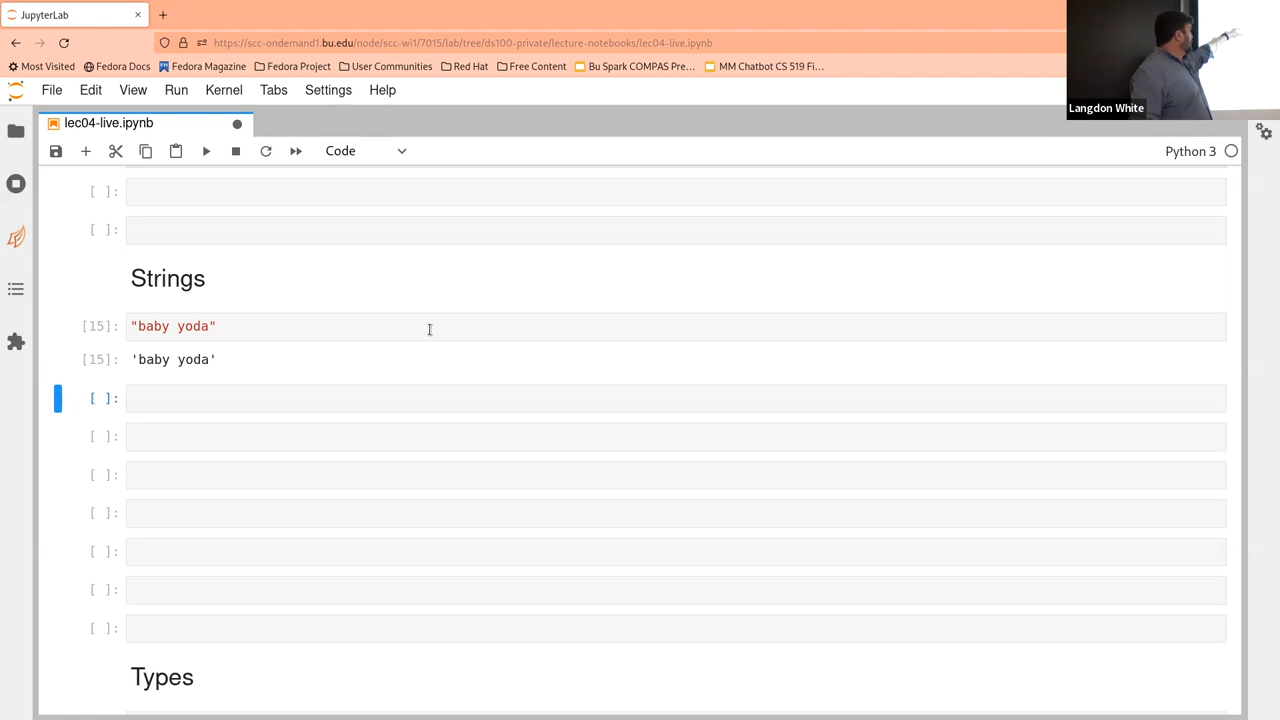 JupyterLab
https://scc-ondemand1.bu.edu/node/scc-wi1/7015/lab/tree/ds100-private/lecture-notebooks/lec04-live.ipynb
Most Visited Fedora Docs Fedora Magazine Fedora Project User Communities Red Hat Free Content Bu Spark COMPAS Pre... MM Chatbot CS 519 Fi...
Langdon White
File Edit View Run Kernel Tabs Settings Help
lec04-live.ipynb
Code Python 3
[ ]:
[ ]:
Strings
[15]: "baby yoda"
[15]: 'baby yoda'
[ ]:
[ ]:
[ ]:
[ ]:
[ ]:
[ ]:
[ ]:
Types